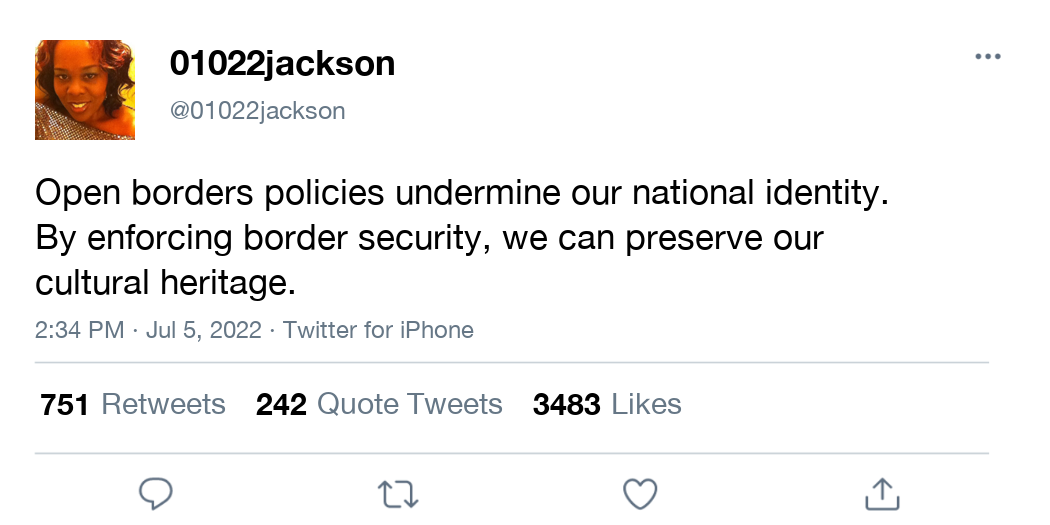 01022jackson
@01022jackson
Open borders policies undermine our national identity.
By enforcing border security, we can preserve our
cultural heritage.
2:34 PM · Jul 5, 2022 · Twitter for iPhone
751 Retweets 242 Quote Tweets 3483 Likes